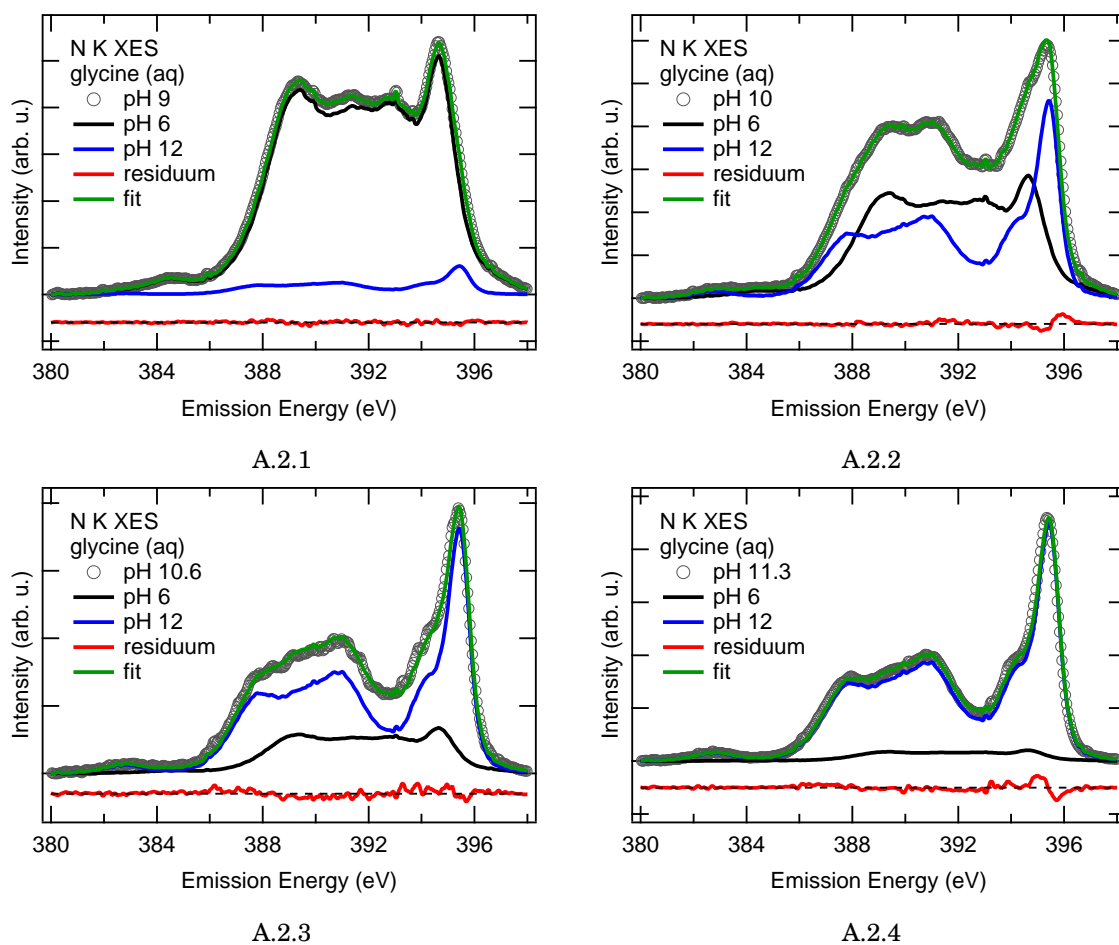 N K XES
glycine (aq)
pH 9
pH 6
pH 12
residuum
fit
Intensity (arb. u.)
380
384
388
392
396
Emission Energy (eV)
A.2.1
N K XES
glycine (aq)
pH 10
pH 6
pH 12
residuum
fit
Intensity (arb. u.)
380
384
388
392
396
Emission Energy (eV)
A.2.2
N K XES
glycine (aq)
pH 10.6
pH 6
pH 12
residuum
fit
Intensity (arb. u.)
380
384
388
392
396
Emission Energy (eV)
A.2.3
N K XES
glycine (aq)
pH 11.3
pH 6
pH 12
residuum
fit
Intensity (arb. u.)
380
384
388
392
396
Emission Energy (eV)
A.2.4